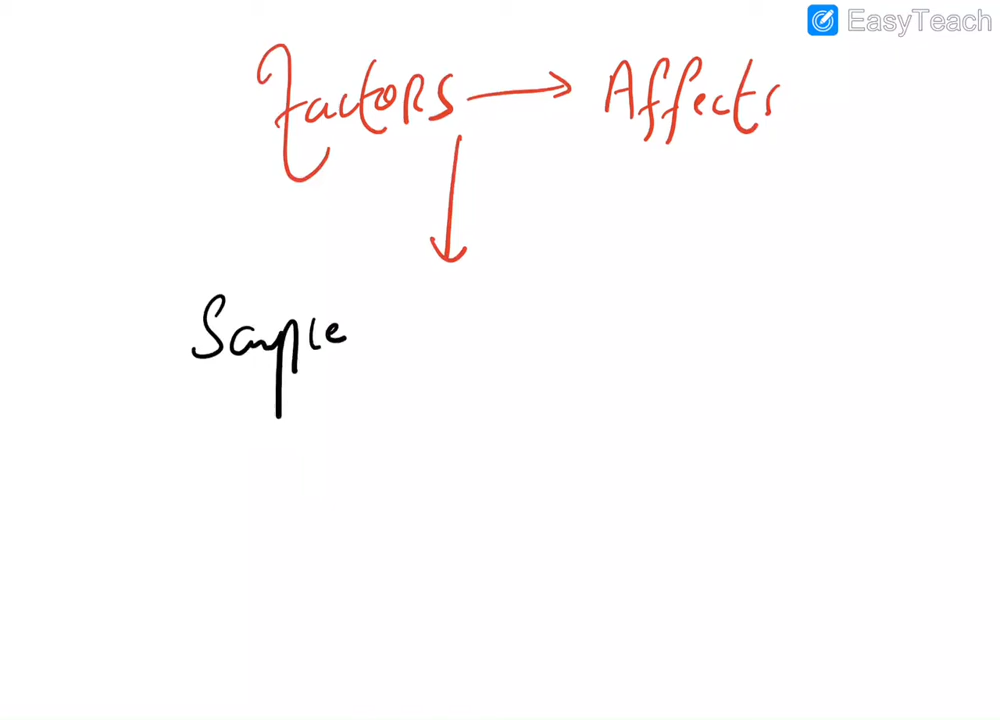 EasyTeach
Factors → Affects
↓
Sample